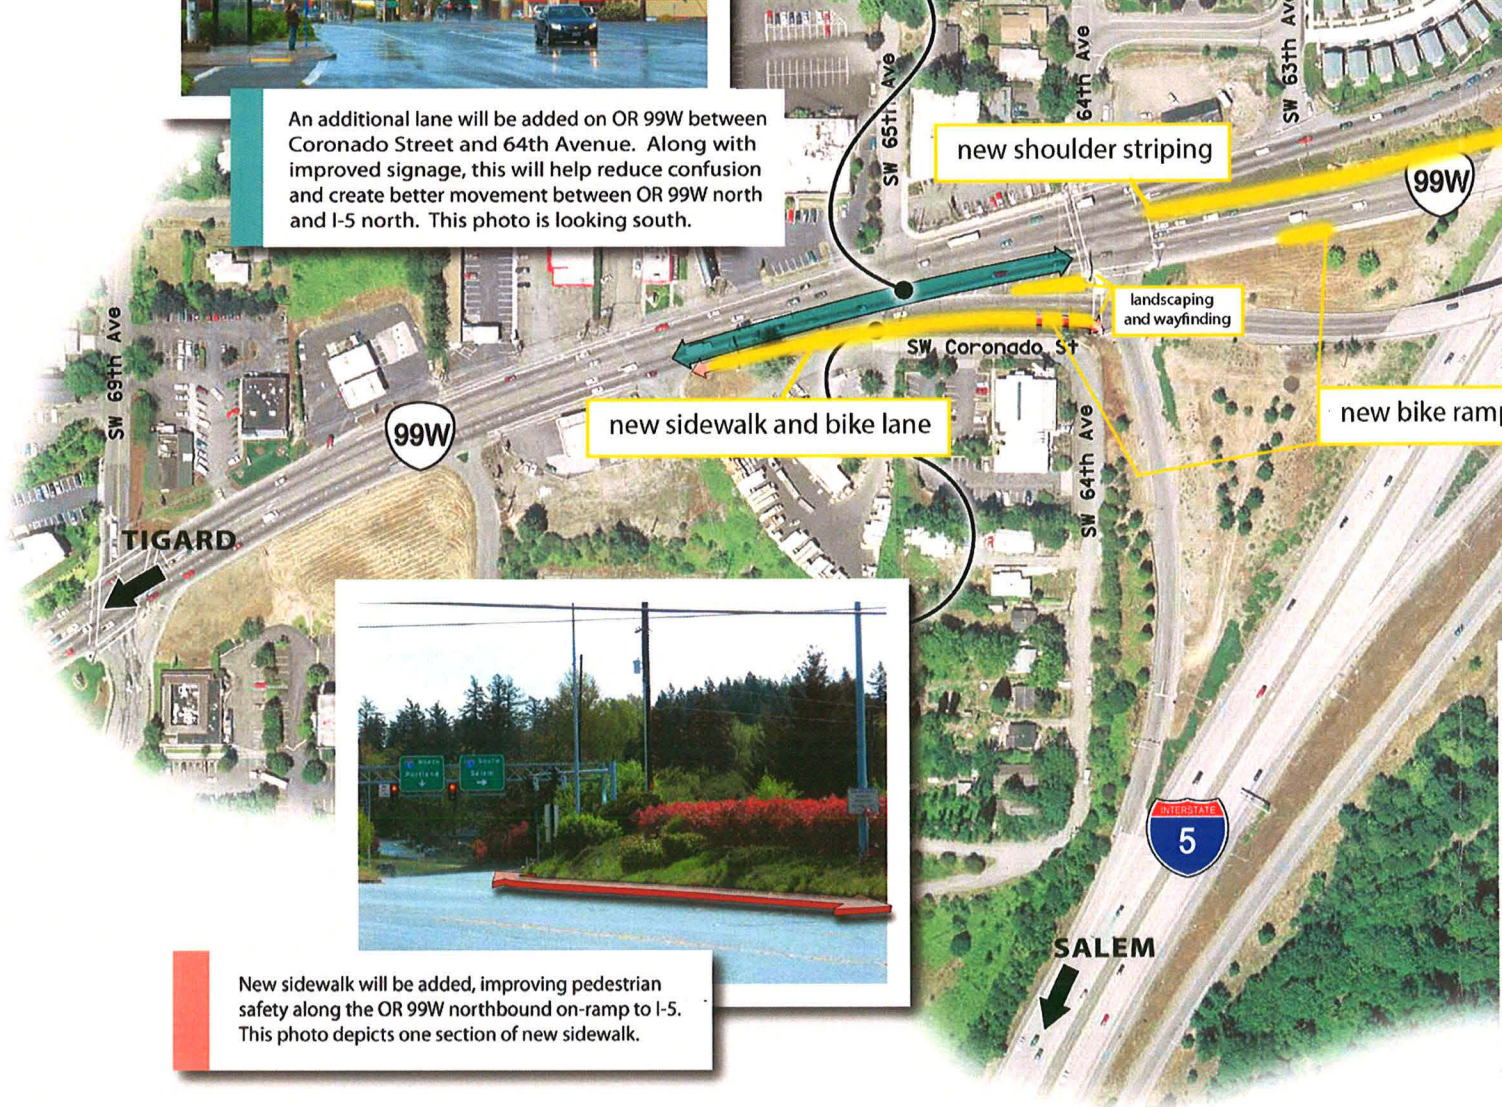 An additional lane will be added on OR 99W between
Coronado Street and 64th Avenue. Along with
improved signage, this will help reduce confusion
and create better movement between OR 99W north
and I-5 north. This photo is looking south.
SW 65th Ave
64th Ave
SW 63th Ave
new shoulder striping
99W
landscaping
and wayfinding
SW Coronado St
SW 69th Ave
new sidewalk and bike lane
new bike ramp
99W
SW 64th Ave
TIGARD
North
Portland
South
Salem
INTERSTATE
5
SALEM
New sidewalk will be added, improving pedestrian
safety along the OR 99W northbound on-ramp to I-5.
This photo depicts one section of new sidewalk.